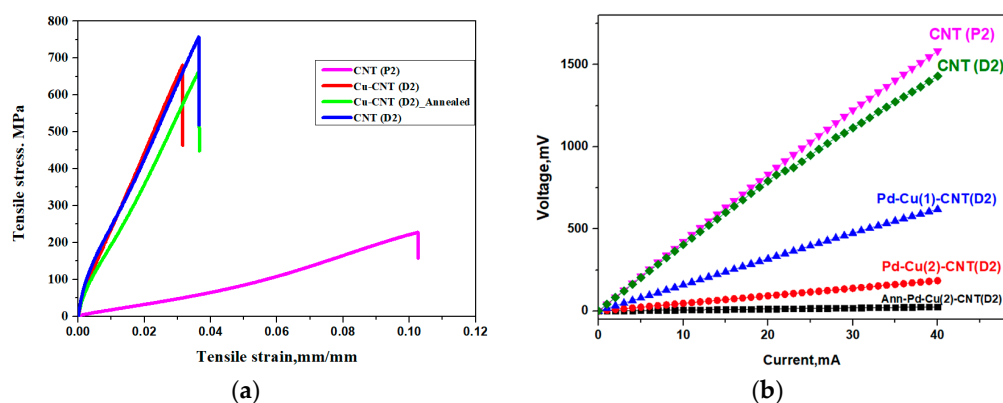 800
700
600
500
400
300
200
100
0
0.00 0.02 0.04 0.06 0.08 0.10 0.12
Tensile stress. MPa
Tensile strain,mm/mm
CNT (P2)
Cu-CNT (D2)
Cu-CNT (D2)_Annealed
CNT (D2)
(a)
1500
1000
500
0
0 10 20 30 40
Voltage,mV
Current,mA
CNT (P2)
CNT (D2)
Pd-Cu(1)-CNT(D2)
Pd-Cu(2)-CNT(D2)
Ann-Pd-Cu(2)-CNT(D2)
(b)